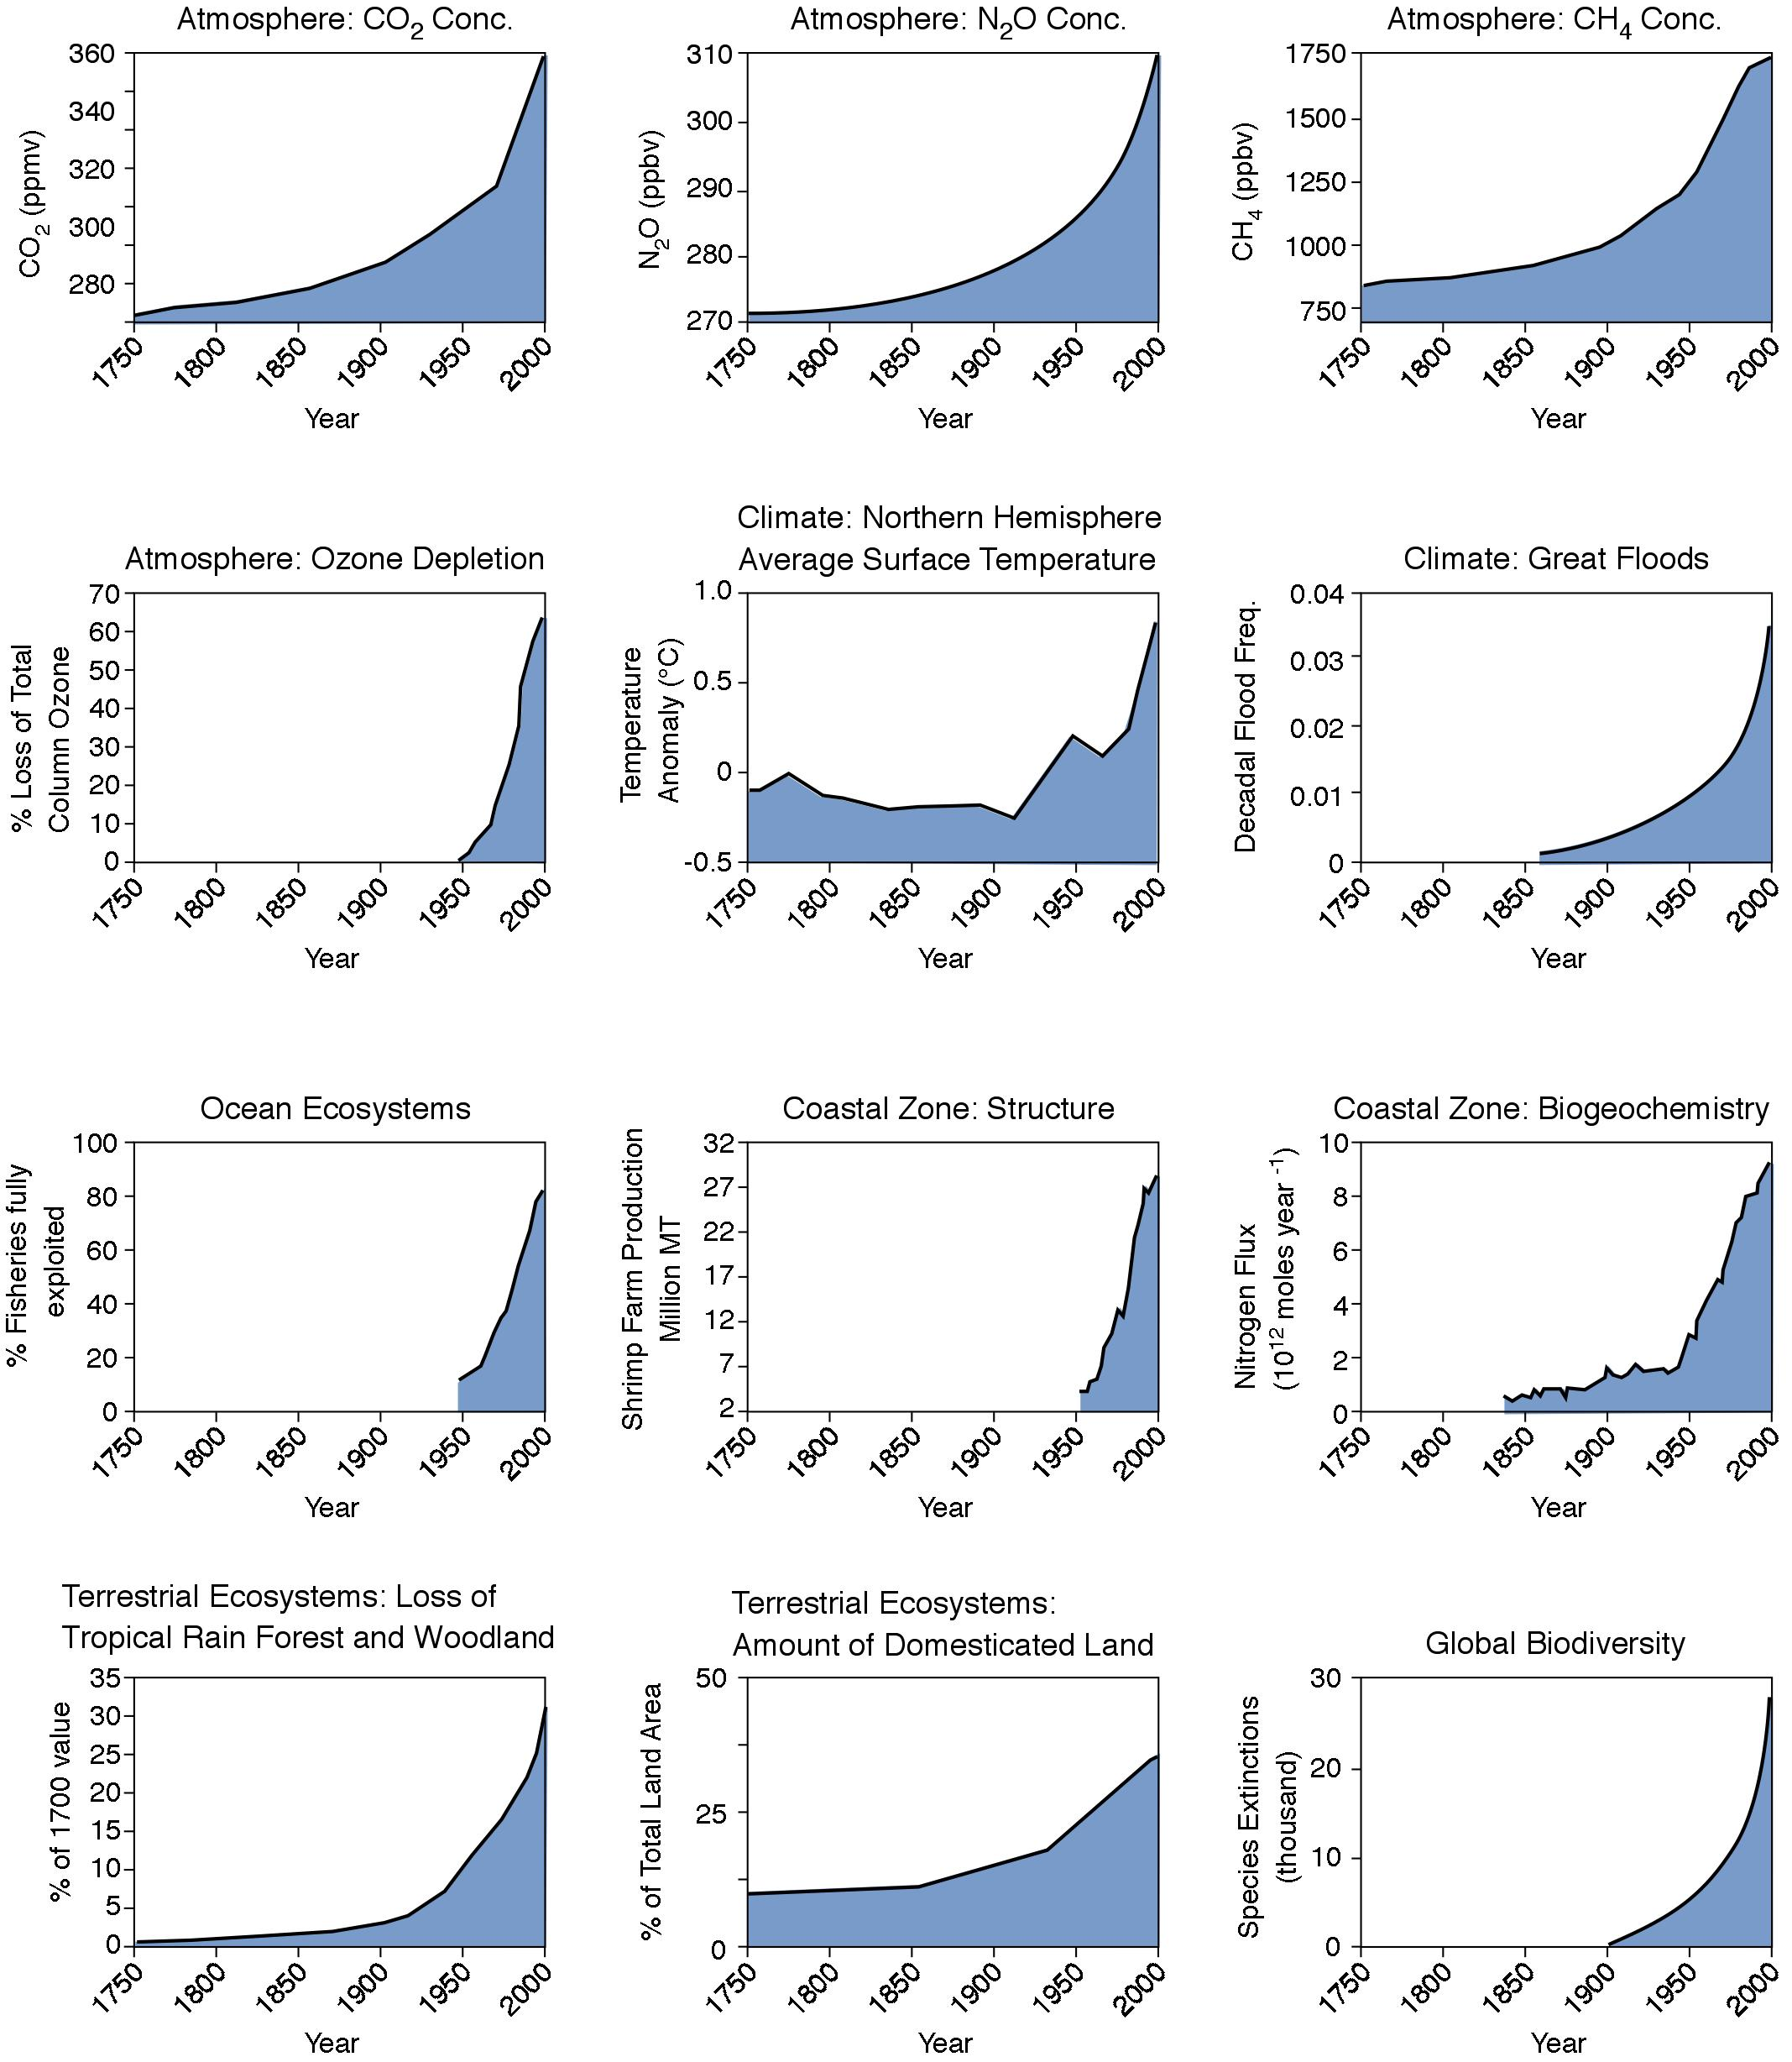 Atmosphere: CO2 Conc.
CO2 (ppmv)
360
340
320
300
280
1750 1800 1850 1900 1950 2000
Year
Atmosphere: N2O Conc.
N2O (ppbv)
310
300
290
280
270
1750 1800 1850 1900 1950 2000
Year
Atmosphere: CH4 Conc.
CH4 (ppbv)
1750
1500
1250
1000
750
1750 1800 1850 1900 1950 2000
Year
Atmosphere: Ozone Depletion
% Loss of Total
Column Ozone
70
60
50
40
30
20
10
0
1750 1800 1850 1900 1950 2000
Year
Climate: Northern Hemisphere
Average Surface Temperature
Temperature
Anomaly (°C)
1.0
0.5
0
-0.5
1750 1800 1850 1900 1950 2000
Year
Climate: Great Floods
Decadal Flood Freq.
0.04
0.03
0.02
0.01
0
1750 1800 1850 1900 1950 2000
Year
Ocean Ecosystems
% Fisheries fully
exploited
100
80
60
40
20
0
1750 1800 1850 1900 1950 2000
Year
Coastal Zone: Structure
Shrimp Farm Production
Million MT
32
27
22
17
12
7
2
1750 1800 1850 1900 1950 2000
Year
Coastal Zone: Biogeochemistry
Nitrogen Flux
(10^12 moles year^-1)
10
8
6
4
2
0
1750 1800 1850 1900 1950 2000
Year
Terrestrial Ecosystems: Loss of
Tropical Rain Forest and Woodland
% of 1700 value
35
30
25
20
15
10
5
0
1750 1800 1850 1900 1950 2000
Year
Terrestrial Ecosystems:
Amount of Domesticated Land
% of Total Land Area
50
25
0
1750 1800 1850 1900 1950 2000
Year
Global Biodiversity
Species Extinctions
(thousand)
30
20
10
0
1750 1800 1850 1900 1950 2000
Year